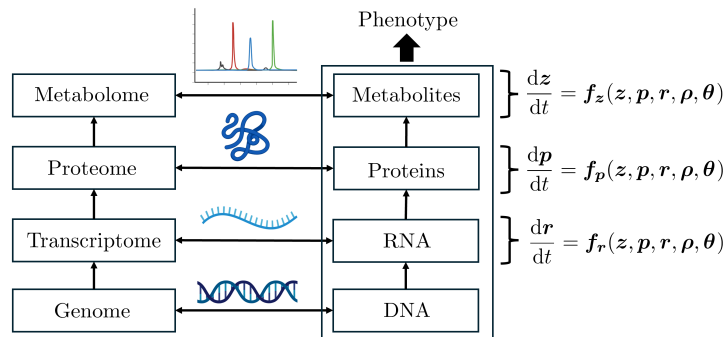 Phenotype
Metabolome
Metabolites
dz/dt = f_z(z, p, r, ρ, θ)
Proteome
Proteins
dp/dt = f_p(z, p, r, ρ, θ)
Transcriptome
RNA
dr/dt = f_r(z, p, r, ρ, θ)
Genome
DNA